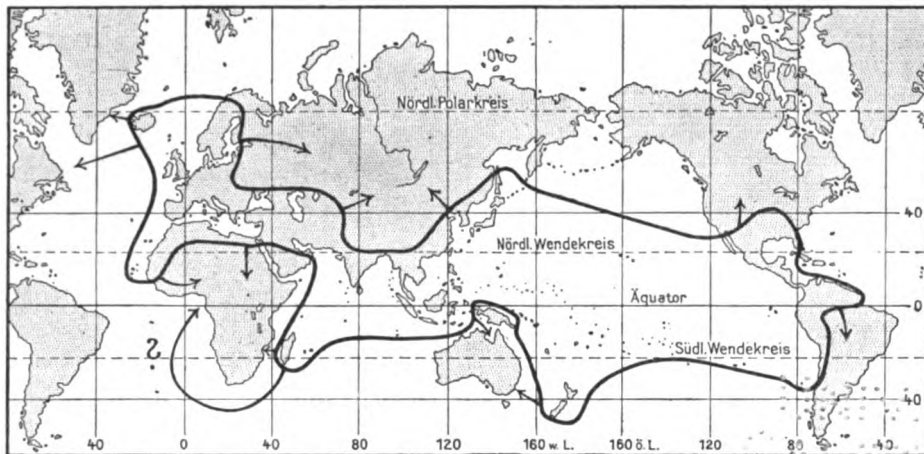 Nördl. Polarkreis
40
Nördl. Wendekreis
Äquator
0
?
Südl. Wendekreis
40
40 0 40 80 120 160 w. L. 160 ö. L. 120 80 40